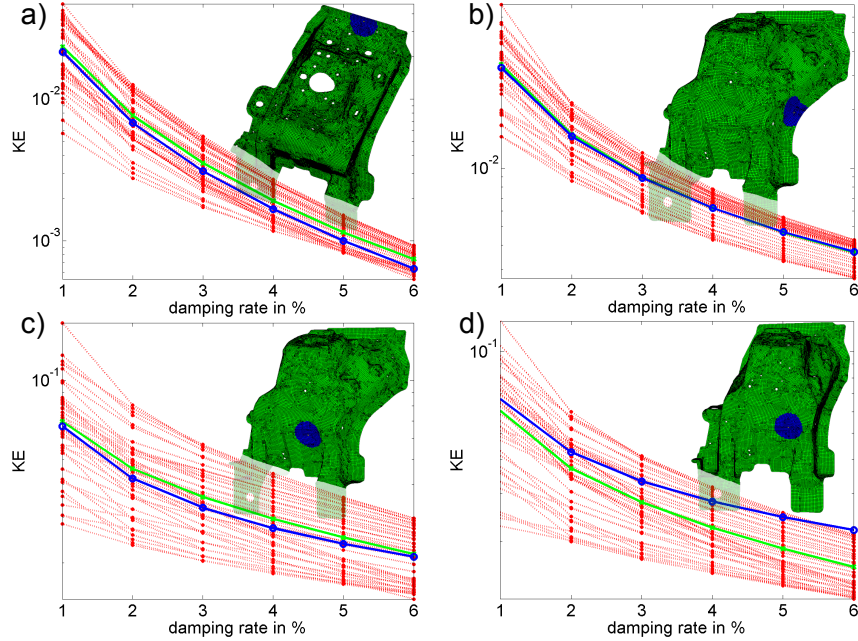 a)
10^-2
10^-3
KE
1 2 3 4 5 6
damping rate in %
b)
10^-2
KE
1 2 3 4 5 6
damping rate in %
c)
10^-1
KE
1 2 3 4 5 6
damping rate in %
d)
10^-1
KE
1 2 3 4 5 6
damping rate in %